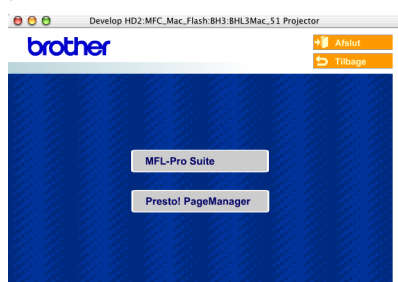 Develop HD2:MFC_Mac_Flash:BH3:BHL3Mac_51 Projector
brother
Afslut
Tilbage
MFL-Pro Suite
Presto! PageManager